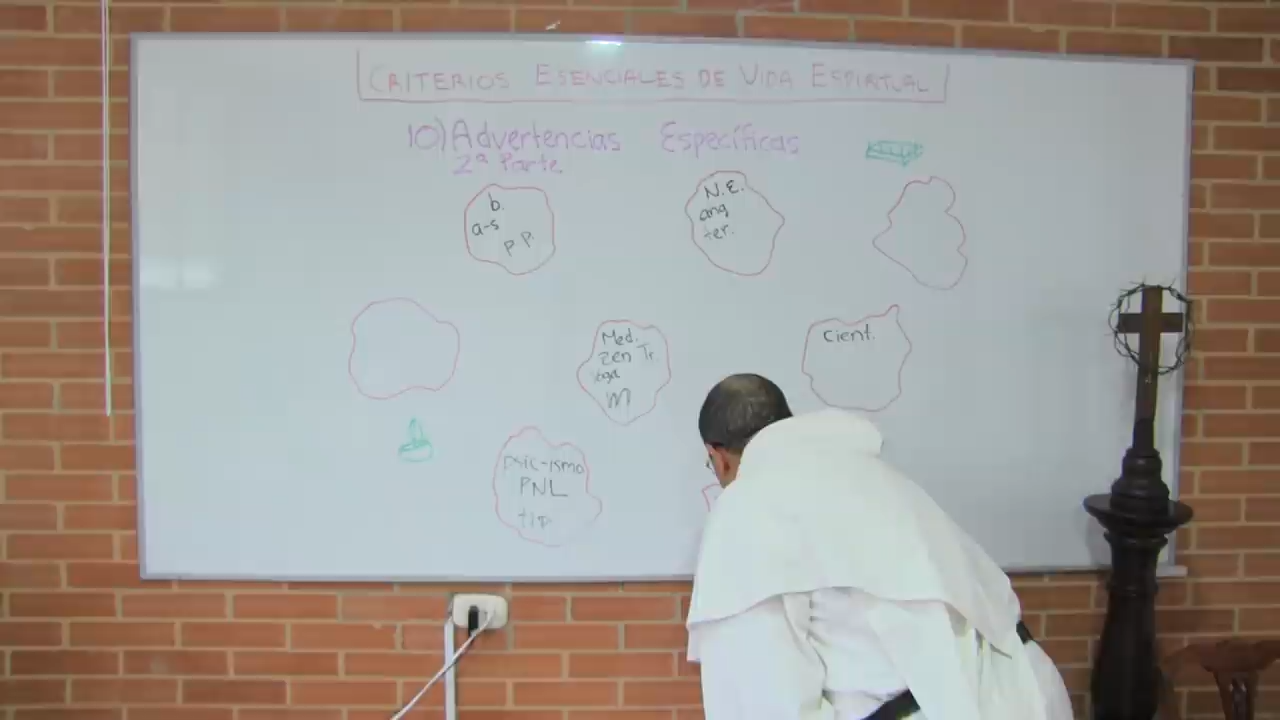 CRITERIOS ESENCIALES DE VIDA ESPIRITUAL
10) Advertencias Específicas
2ª Parte
b.
a-s
P.P.
N.E.
ang
ter.
Med.
zen Tr.
yoga
M
Cient.
psic-ismo
PNL